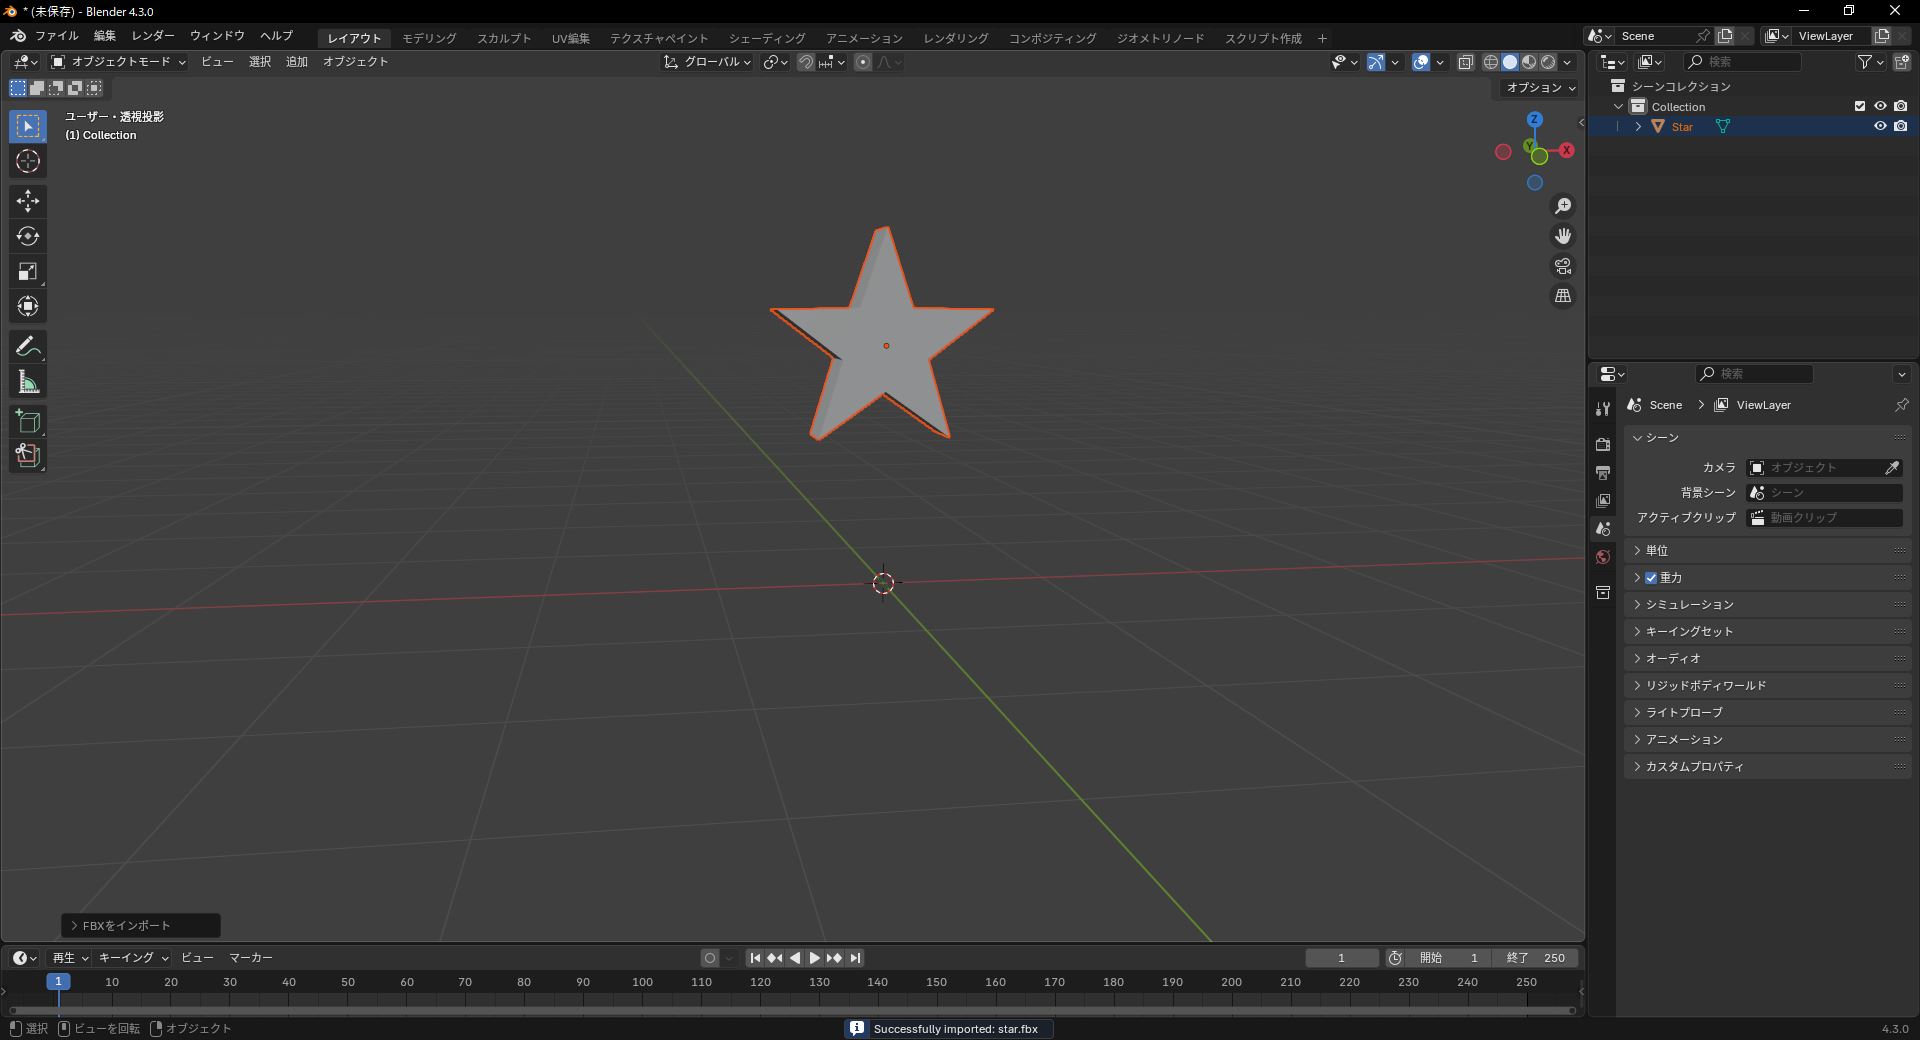 * (未保存) - Blender 4.3.0
ファイル 編集 レンダー ウィンドウ ヘルプ レイアウト モデリング スカルプト UV編集 テクスチャペイント シェーディング アニメーション レンダリング コンポジティング ジオメトリノード スクリプト作成 + Scene ViewLayer
オブジェクトモード ビュー 選択 追加 オブジェクト グローバル 検索
オプション
ユーザー・透視投影
(1) Collection
Z
Y
X
シーンコレクション
Collection
Star
検索
Scene > ViewLayer
シーン
カメラ オブジェクト
背景シーン シーン
アクティブクリップ 動画クリップ
単位
重力
シミュレーション
キーイングセット
オーディオ
リジッドボディワールド
ライトプローブ
アニメーション
カスタムプロパティ
FBXをインポート
再生 キーイング ビュー マーカー 1 開始 1 終了 250
1 10 20 30 40 50 60 70 80 90 100 110 120 130 140 150 160 170 180 190 200 210 220 230 240 250
選択 ビューを回転 オブジェクト Successfully imported: star.fbx 4.3.0